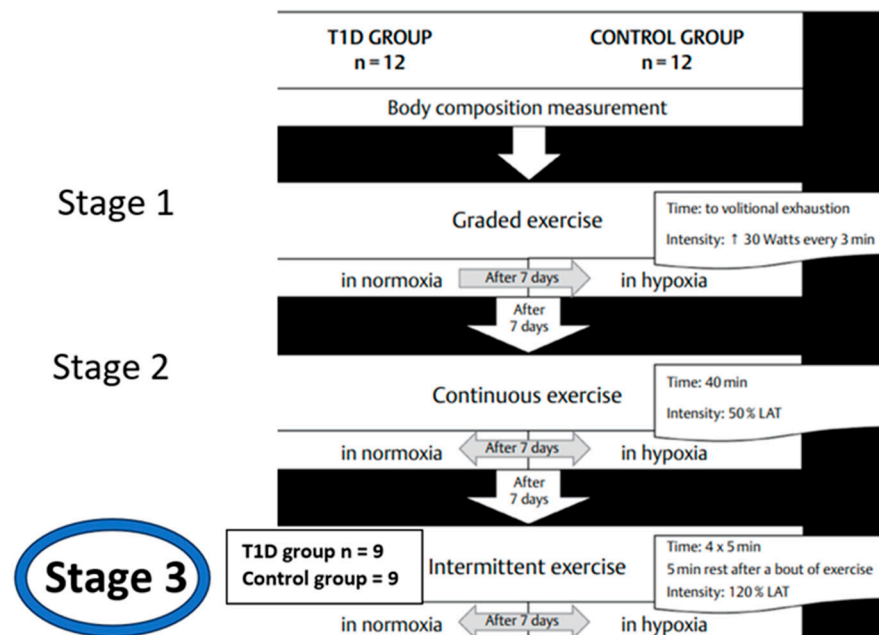 T1D GROUP
n = 12
CONTROL GROUP
n = 12
Body composition measurement
Stage 1
Graded exercise
Time: to volitional exhaustion
Intensity: ↑ 30 Watts every 3 min
in normoxia
After 7 days
in hypoxia
After
7 days
Stage 2
Continuous exercise
Time: 40 min
Intensity: 50 % LAT
in normoxia
After 7 days
in hypoxia
After
7 days
Stage 3
T1D group n = 9
Control group = 9
Intermittent exercise
Time: 4 x 5 min
5 min rest after a bout of exercise
Intensity: 120 % LAT
in normoxia
After 7 days
in hypoxia